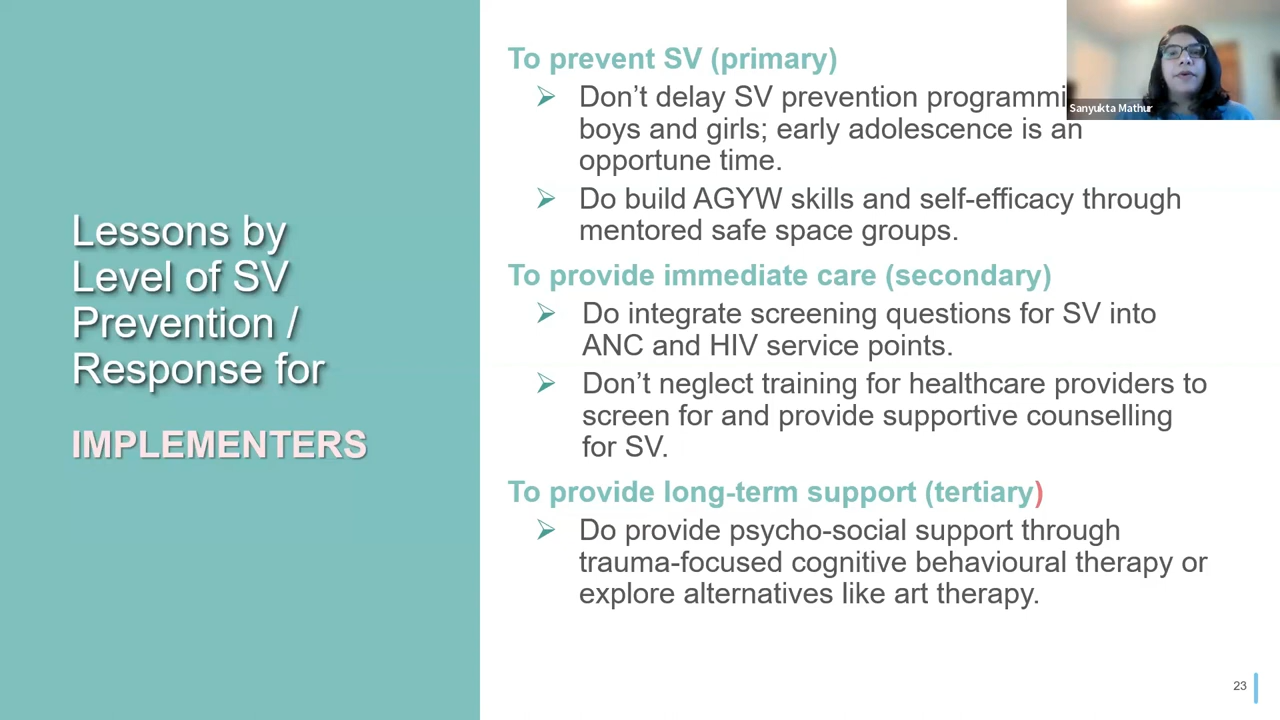 Lessons by
Level of SV
Prevention /
Response for
IMPLEMENTERS
To prevent SV (primary)
➢ Don’t delay SV prevention
boys and girls; early adolescence is an
opportune time.
➢ Do build AGYW skills and self-efficacy through
mentored safe space groups.
To provide immediate care (secondary)
➢ Do integrate screening questions for SV into
ANC and HIV service points.
➢ Don’t neglect training for healthcare providers to
screen for and provide supportive counselling
for SV.
To provide long-term support (tertiary)
➢ Do provide psycho-social support through
trauma-focused cognitive behavioural therapy or
explore alternatives like art therapy.
Sanyukta Mathur
23